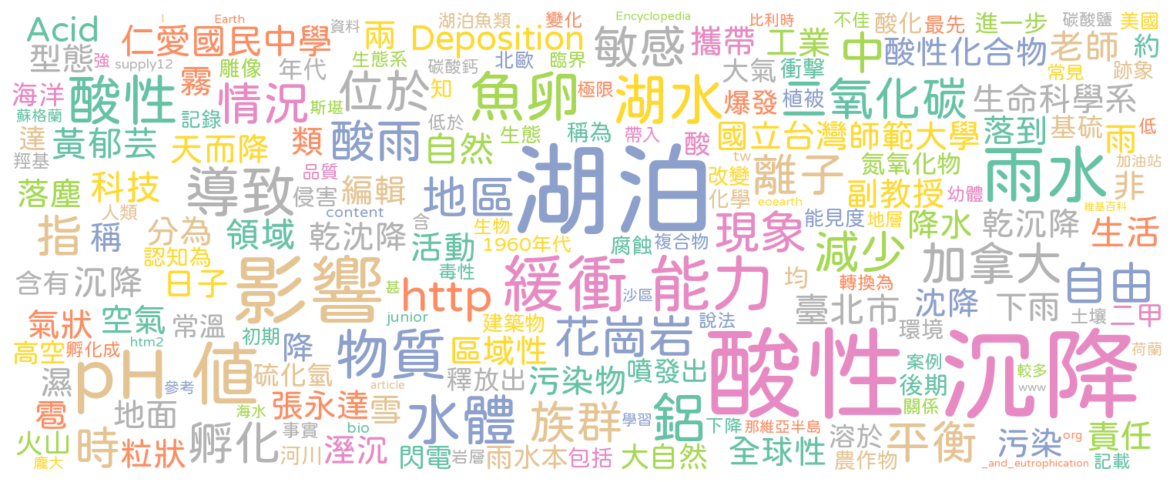 Acid
仁愛國民中學
Earth
資料
兩
Deposition
湖泊魚類
變化
敏感
Encyclopedia
比利時
不佳
酸化
最先
進一步
碳酸鹽
美國
型態
強
supply12
雕像
年代
生態系
北歐
臨界
碳酸鈣
攜帶
工業
中
酸性化合物
老師
約
海洋
酸性
霧
情況
斯堪
位於
知
魚卵
極限
湖水
大氣
衝擊
爆發
植被
二氧化碳
常見
跡象
生命科學系
蘇格蘭
記錄
達
黃郁芸
天而降
類
酸雨
低於
自然
生態
稱為
帶入
酸
國立台灣師範大學
落到
基硫
雨
低
羥基
品質
導致
地區
湖泊
tw
改變
離子
氮氧化物
雨水
加油站
非
落塵
科技
侵害
編輯
化學
副教授
幼體
人類
content
含
生物
eoearth
能見度
地層
維基百科
指
稱
分為
領域
乾沈降
活動
1960年代
腐蝕
複合物
現象
減少
降水
乾沉降
生活
認知為
毒性
含有
沉降
日子
影響
甚
http
緩衝
沙區
能力
均
轉換為
加拿大
自由
氣狀
空氣
常溫
初期
junior
建築物
說法
臺北市
沈降
下雨
土壤
二甲
高空
孵化成
htm2
降
物質
區域性
花崗岩
環境
荷蘭
濕
pH
值
硫化氫
參考
article
釋放出
污染物
噴發出
酸性沉降
案例
較多
後期
www
關係
雹
地面
海水
張永達
雪
bio
水體
族群
學習
鋁
下降
那維亞半島
火山
龐大
時
粒狀
孵化
事實
河川
溼沉
閃電
岩層
雨水本
包括
大自然
全球性
溶於
農作物
平衡
污染
org
_and_eutrophication
責任
記載